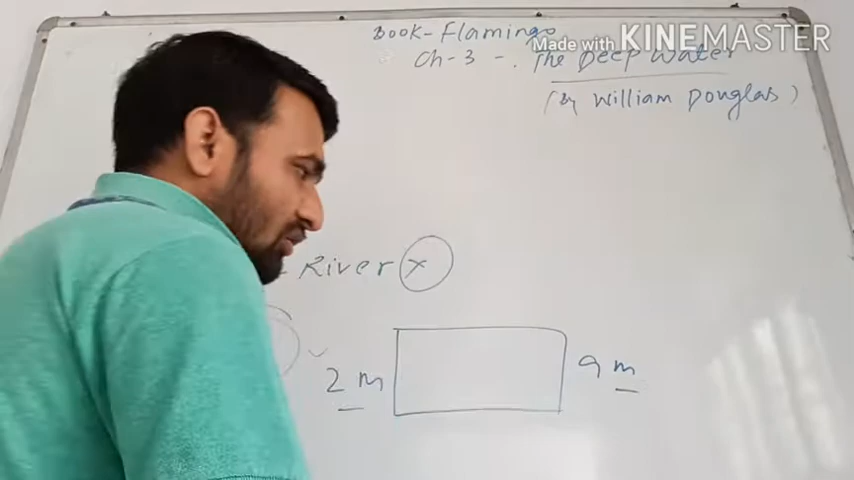 Book- Flamingo
Made with KINEMASTER
Ch-3 - . The Deep Water
(by William Douglas)
River ×
2 m
9 m